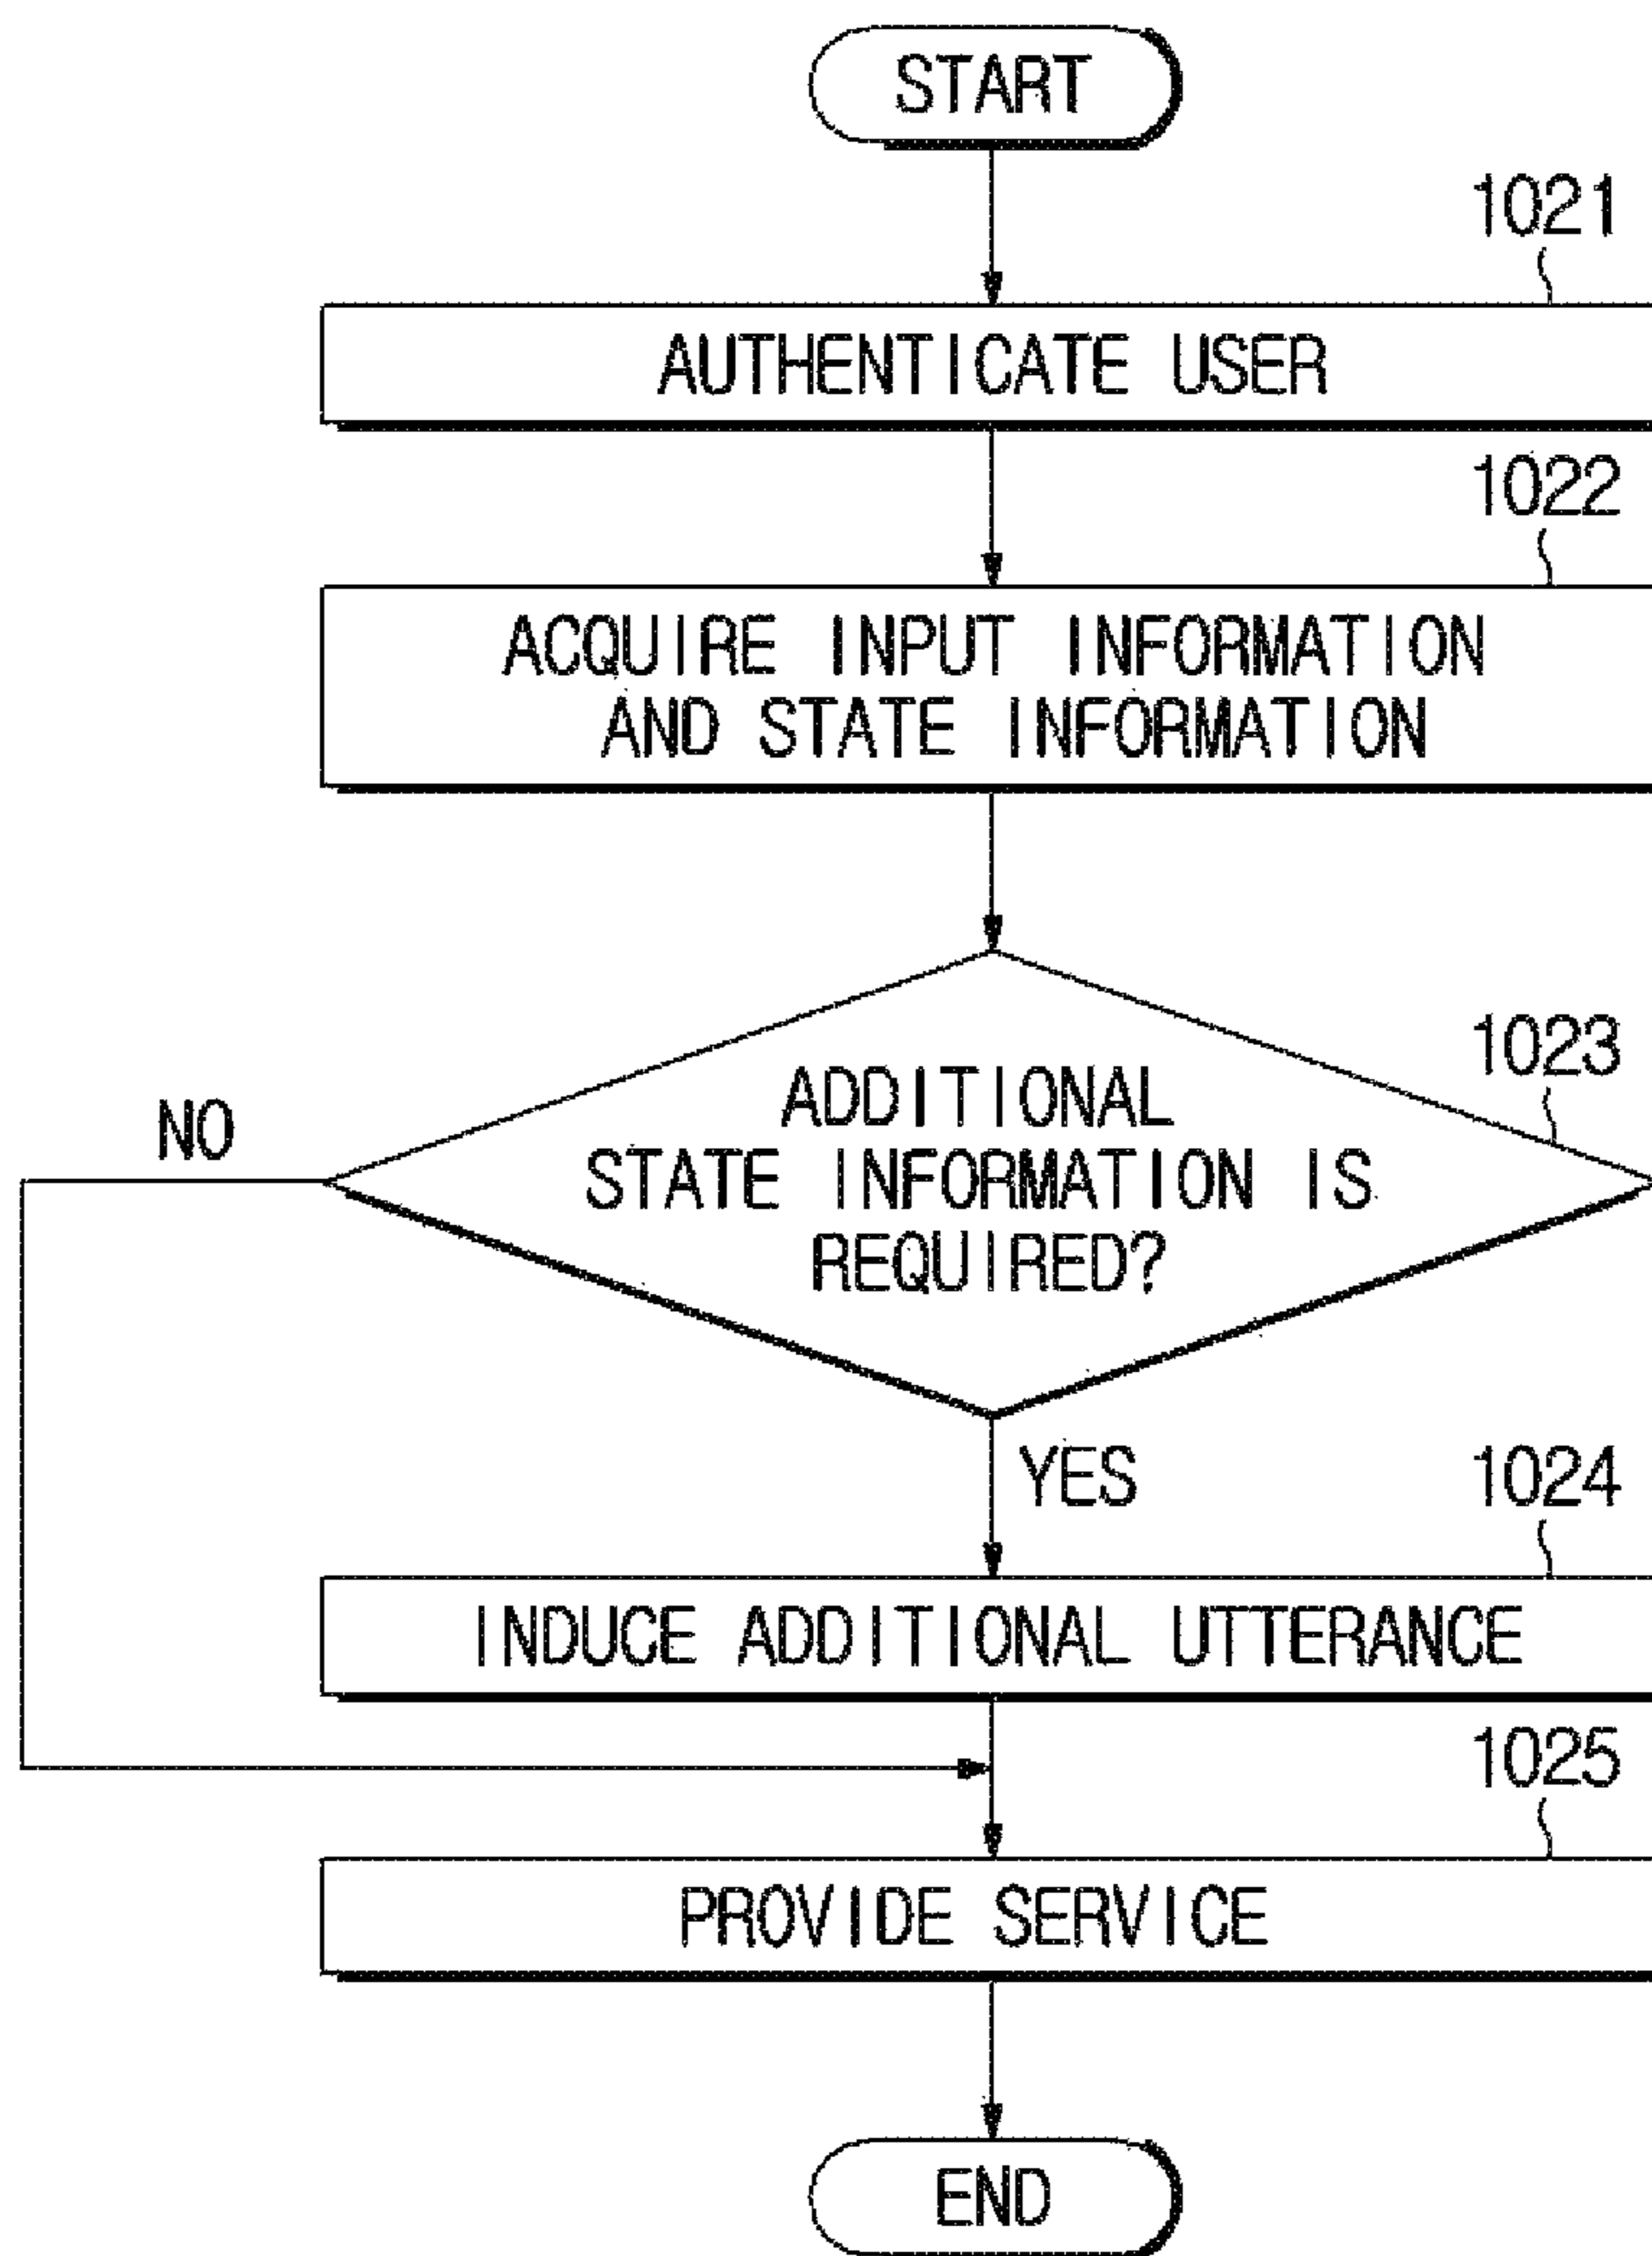 START
1021
AUTHENTICATE USER
1022
ACQUIRE INPUT INFORMATION
AND STATE INFORMATION
1023
ADDITIONAL
STATE INFORMATION IS
REQUIRED?
NO
YES
1024
INDUCE ADDITIONAL UTTERANCE
1025
PROVIDE SERVICE
END